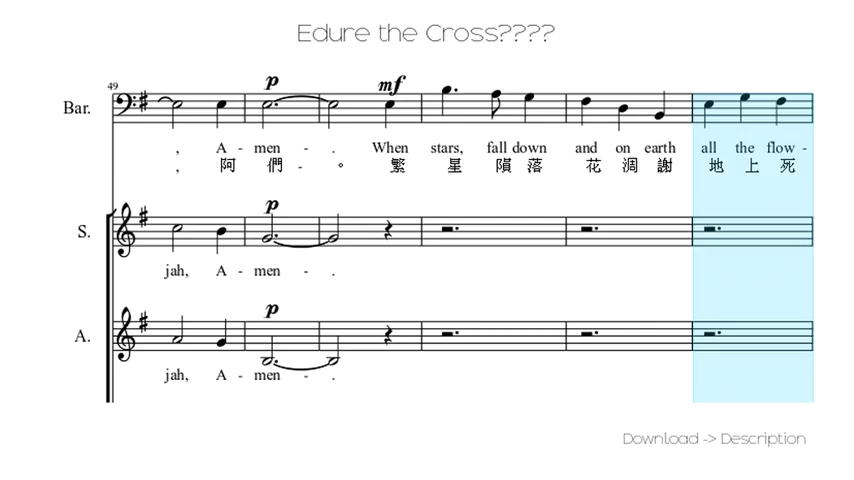 Edure the Cross????
49
p
mf
Bar.
, A - men - . When stars, fall down and on earth all the flow -
, 阿 們 - 。 繁 星 隕 落 花 凋 謝 地 上 死
p
S.
jah, A - men - .
p
A.
jah, A - men - .
Download -> Description